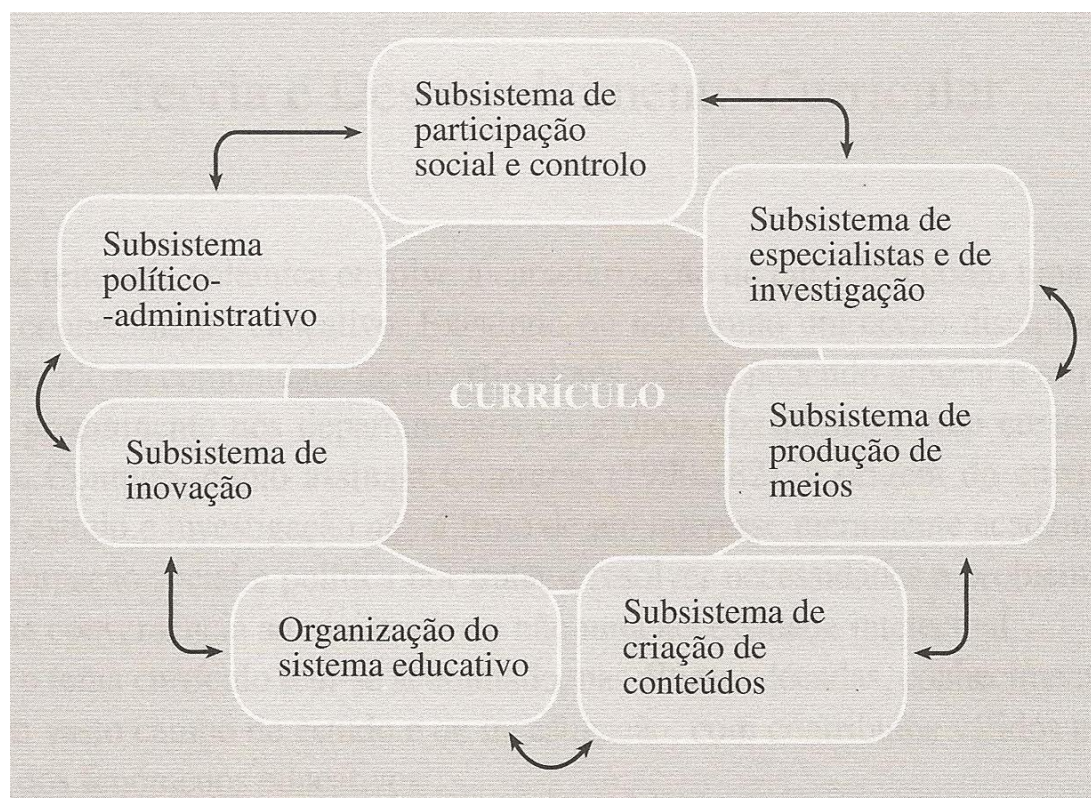 Subsistema de
participação
social e controlo
Subsistema de
especialistas e de
investigação
Subsistema
político-
-administrativo
CURRÍCULO
Subsistema de
produção de
meios
Subsistema de
inovação
Subsistema de
criação de
conteúdos
Organização do
sistema educativo